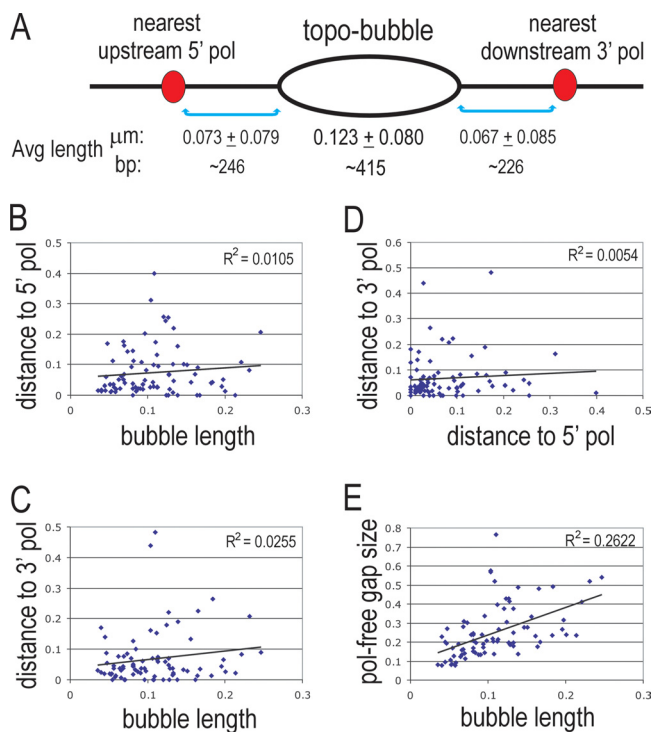 A
nearest
upstream 5' pol
topo-bubble
nearest
downstream 3' pol
Avg length
μm: 0.073 ± 0.079 0.123 ± 0.080 0.067 ± 0.085
bp: ~246 ~415 ~226
B
distance to 5' pol
0.5
0.4
0.3
0.2
0.1
0
R² = 0.0105
0 0.1 0.2 0.3
bubble length
D
distance to 3' pol
0.6
0.5
0.4
0.3
0.2
0.1
0
R² = 0.0054
0 0.1 0.2 0.3 0.4 0.5
distance to 5' pol
C
distance to 3' pol
0.5
0.4
0.3
0.2
0.1
0
R² = 0.0255
0 0.1 0.2 0.3
bubble length
E
pol-free gap size
0.8
0.7
0.6
0.5
0.4
0.3
0.2
0.1
0
R² = 0.2622
0 0.1 0.2 0.3
bubble length